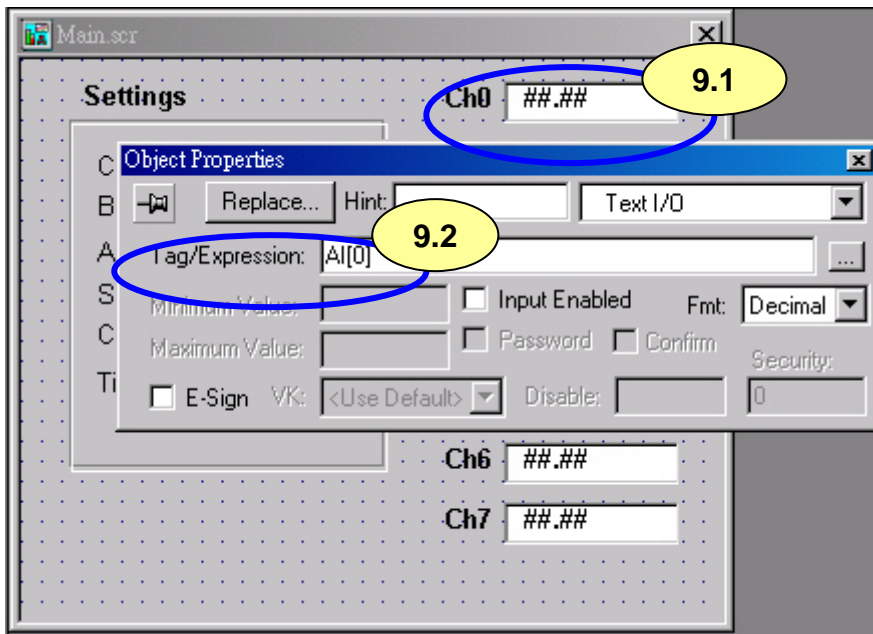 Main.scr
Settings
Ch0 ##.##
9.1
Object Properties
C
Replace... Hint: Text I/O
B
9.2
A Tag/Expression: AI[0] ...
S Minimum Value: Input Enabled Fmt: Decimal
C Maximum Value: Password Confirm Security:
Ti E-Sign VK: <Use Default> Disable: 0
Ch6 ##.##
Ch7 ##.##